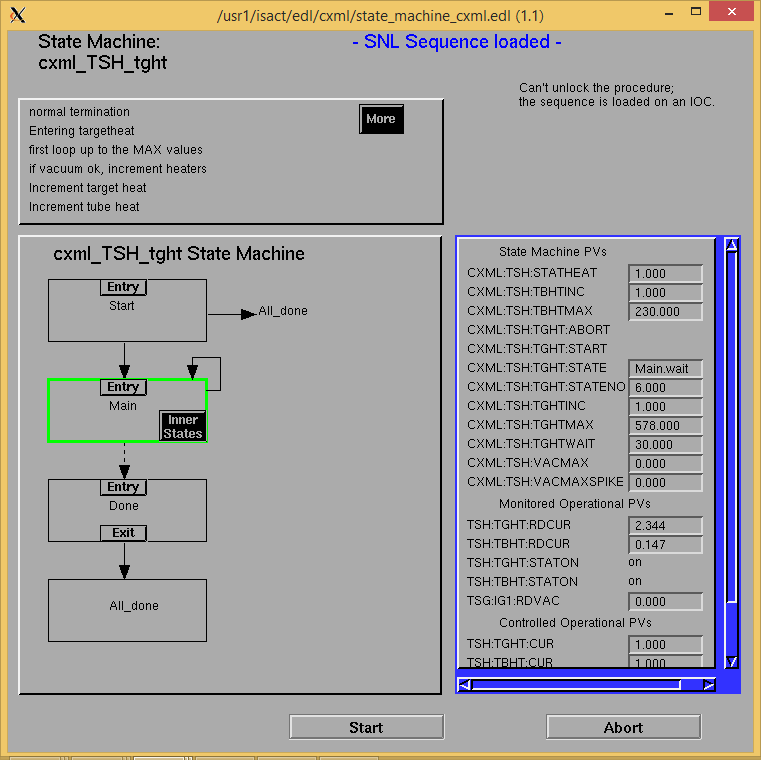 /usr1/isact/edl/cxml/state_machine_cxml.edl (1.1)
State Machine:
cxml_TSH_tght
- SNL Sequence loaded -
Can't unlock the procedure;
the sequence is loaded on an IOC.
normal termination
Entering targetheat
first loop up to the MAX values
if vacuum ok, increment heaters
Increment target heat
Increment tube heat
More
cxml_TSH_tght State Machine
Entry
Start
All_done
Entry
Main
Inner
States
Entry
Done
Exit
All_done
State Machine PVs
CXML:TSH:STATHEAT 1.000
CXML:TSH:TBHTINC 1.000
CXML:TSH:TBHTMAX 230.000
CXML:TSH:TGHT:ABORT
CXML:TSH:TGHT:START
CXML:TSH:TGHT:STATE Main.wait
CXML:TSH:TGHT:STATENO 6.000
CXML:TSH:TGHTINC 1.000
CXML:TSH:TGHTMAX 578.000
CXML:TSH:TGHTWAIT 30.000
CXML:TSH:VACMAX 0.000
CXML:TSH:VACMAXSPIKE 0.000
Monitored Operational PVs
TSH:TGHT:RDCUR 2.344
TSH:TBHT:RDCUR 0.147
TSH:TGHT:STATON on
TSH:TBHT:STATON on
TSG:IG1:RDVAC 0.000
Controlled Operational PVs
TSH:TGHT:CUR 1.000
TSH:TBHT:CUR 1.000
Start
Abort